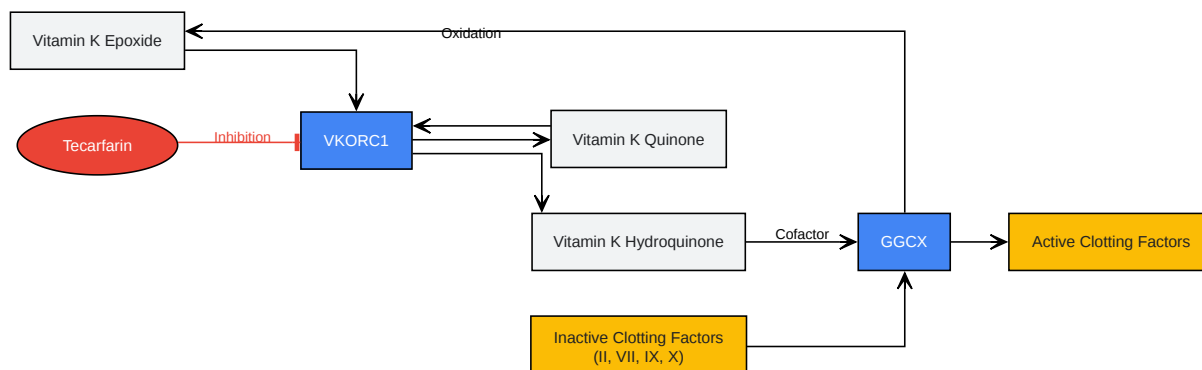 Vitamin K Epoxide
Oxidation
Tecarfarin
Inhibition
VKORC1
Vitamin K Quinone
Vitamin K Hydroquinone
Cofactor
GGCX
Active Clotting Factors
Inactive Clotting Factors
(II, VII, IX, X)